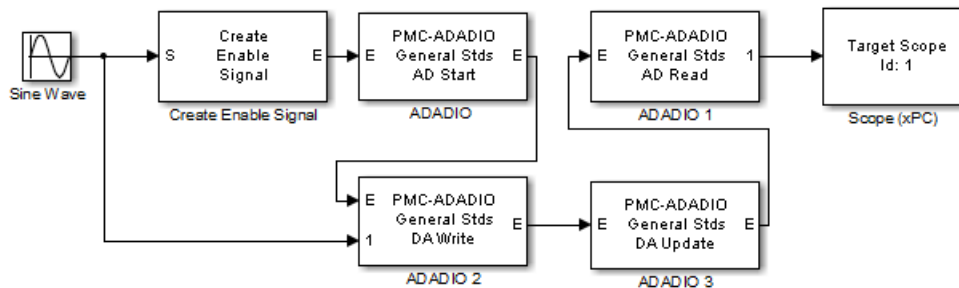 Sine Wave
S
Create
Enable
Signal
E
Create Enable Signal
E
PMC-ADADIO
General Stds
AD Start
E
ADADIO
E
PMC-ADADIO
General Stds
AD Read
1
ADADIO 1
Target Scope
Id: 1
Scope (xPC)
E
1
PMC-ADADIO
General Stds
DA Write
E
ADADIO 2
E
PMC-ADADIO
General Stds
DA Update
E
ADADIO 3